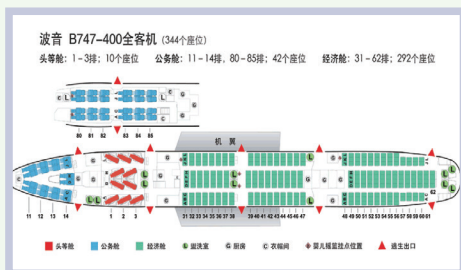 波音 B747-400全客机 (344个座位)
头等舱：1-3排；10个座位 公务舱：11-14排，80-85排；42个座位 经济舱：31-62排；292个座位
C
L
G
80 81 82 83 84 85
机翼
C
G
L
62
11 12 13 14 1 2 3 31 32 33 34 35 36 37 38 39 40 41 42 43 44 45 46 47 48 49 50 51 52 53 54 55 56 57 58 59 60 61
头等舱 公务舱 经济舱 L 盥洗室 G 厨房 C 衣帽间 婴儿摇篮挂点位置 逃生出口